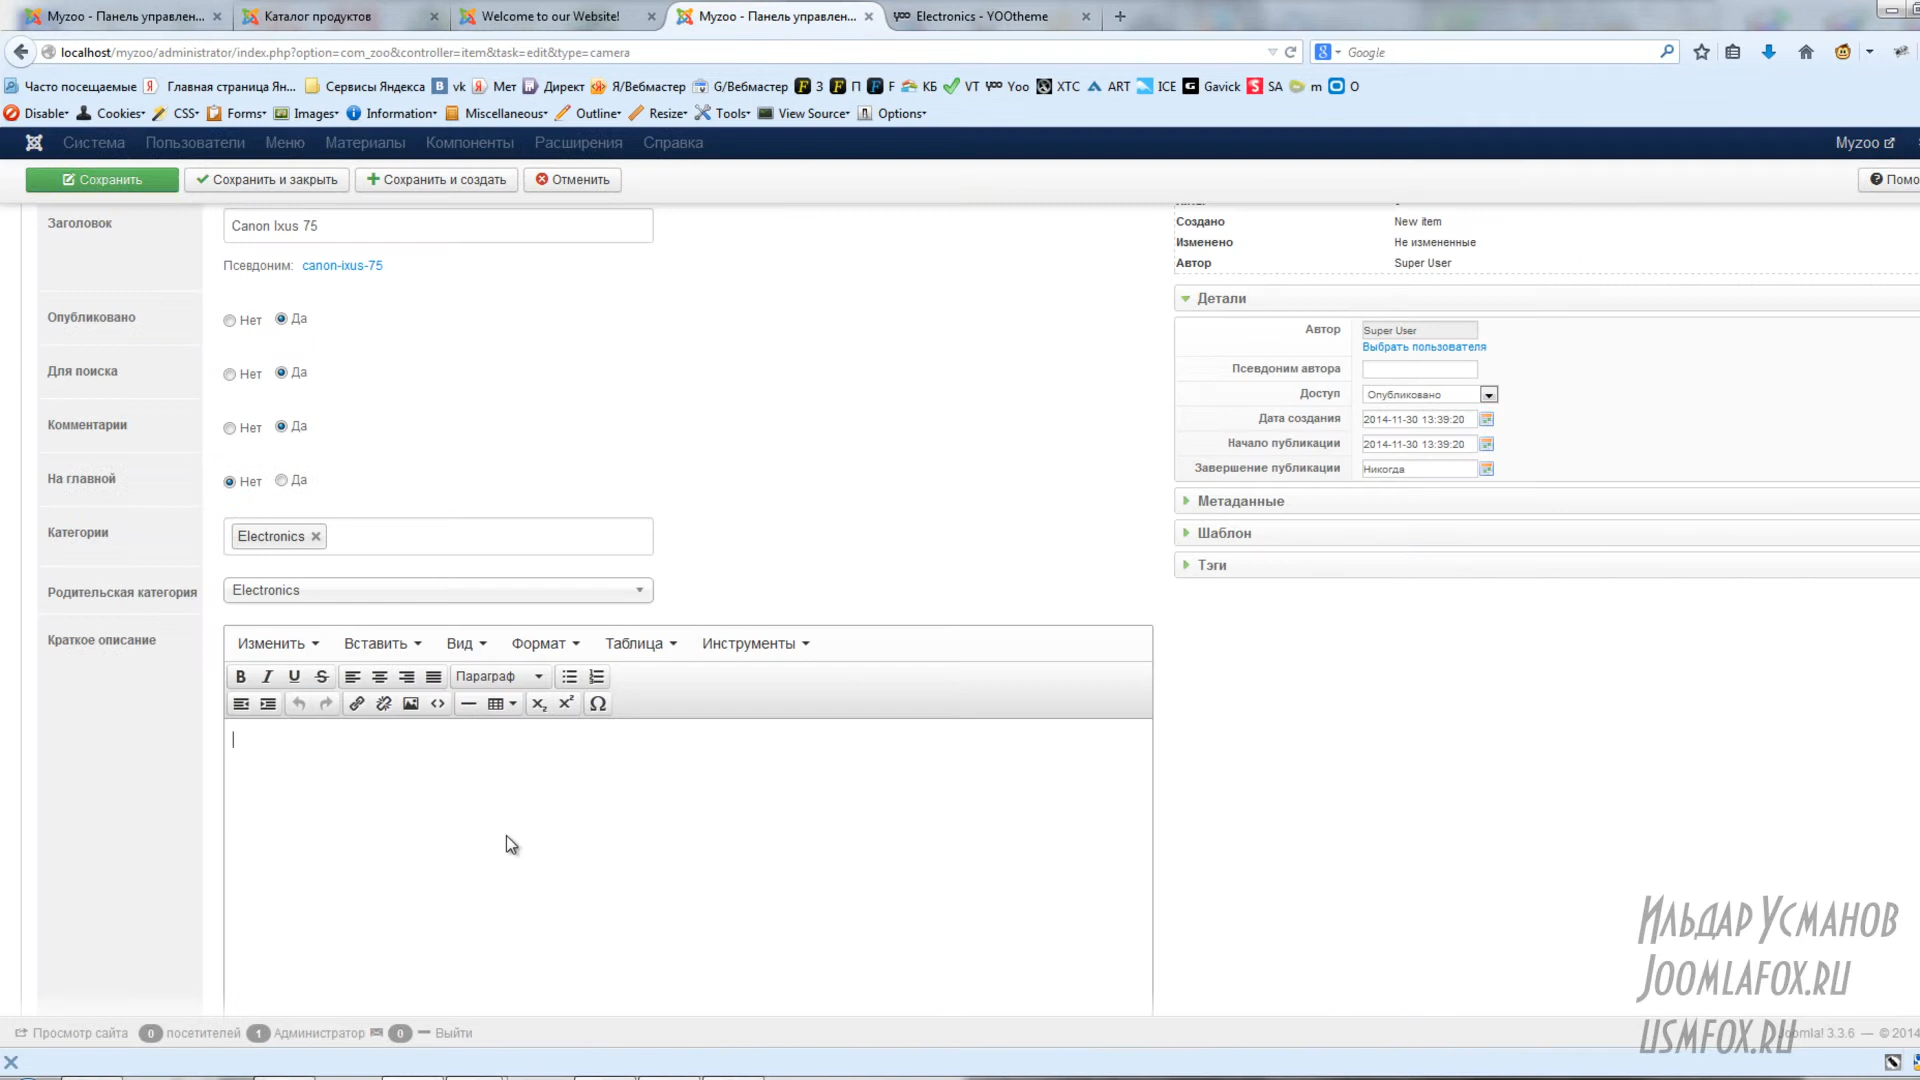 Myzoo - Панель управлен... Каталог продуктов Welcome to our Website! Myzoo - Панель управлен... Electronics - YOOtheme
localhost/myzoo/administrator/index.php?option=com_zoo&controller=item&task=edit&type=camera Google
Часто посещаемые Главная страница Ян... Сервисы Яндекса vk Мет Директ Я/Вебмастер G/Вебмастер З П F КБ VT Yoo XTC ART ICE Gavick SA m O
Disable Cookies CSS Forms Images Information Miscellaneous Outline Resize Tools View Source Options
Система Пользователи Меню Материалы Компоненты Расширения Справка Myzoo
Сохранить Сохранить и закрыть Сохранить и создать Отменить Помо
Заголовок Canon Ixus 75
Псевдоним: canon-ixus-75
Опубликовано Нет Да
Для поиска Нет Да
Комментарии Нет Да
На главной Нет Да
Категории Electronics
Родительская категория Electronics
Краткое описание Изменить Вставить Вид Формат Таблица Инструменты
B I U S Параграф
Создано New item
Изменено Не измененные
Автор Super User
Детали
Автор Super User
Выбрать пользователя
Псевдоним автора
Доступ Опубликовано
Дата создания 2014-11-30 13:39:20
Начало публикации 2014-11-30 13:39:20
Завершение публикации Никогда
Метаданные
Шаблон
Тэги
Ильдар Усманов
Joomlafox.ru
usmfox.ru
Просмотр сайта 0 посетителей 1 Администратор 0 Выйти Joomla! 3.3.6 — © 2014